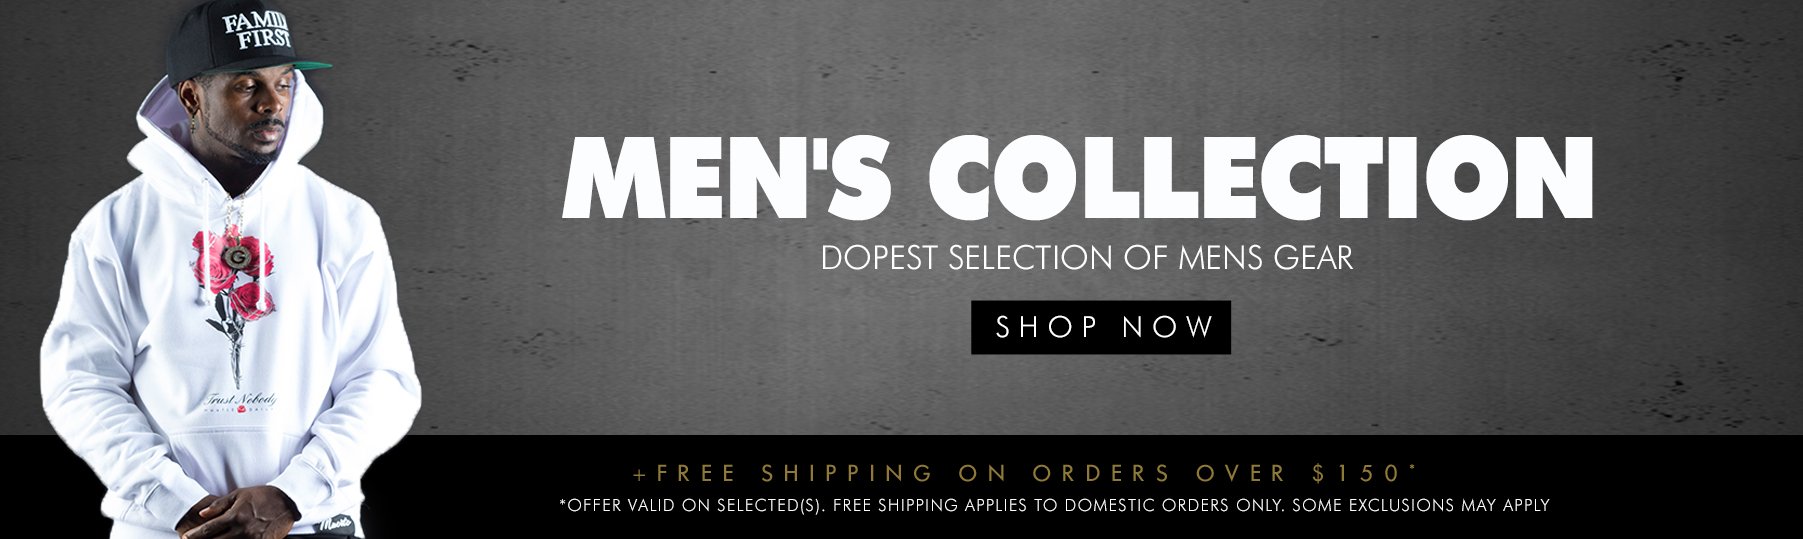 FIRST
MEN'S COLLECTION
DOPEST SELECTION OF MENS GEAR
SHOP NOW
G
Trust Nobody
+FREE SHIPPING ON ORDERS OVER $150*
*OFFER VALID ON SELECTED(S). FREE SHIPPING APPLIES TO DOMESTIC ORDERS ONLY. SOME EXCLUSIONS MAY APPLY